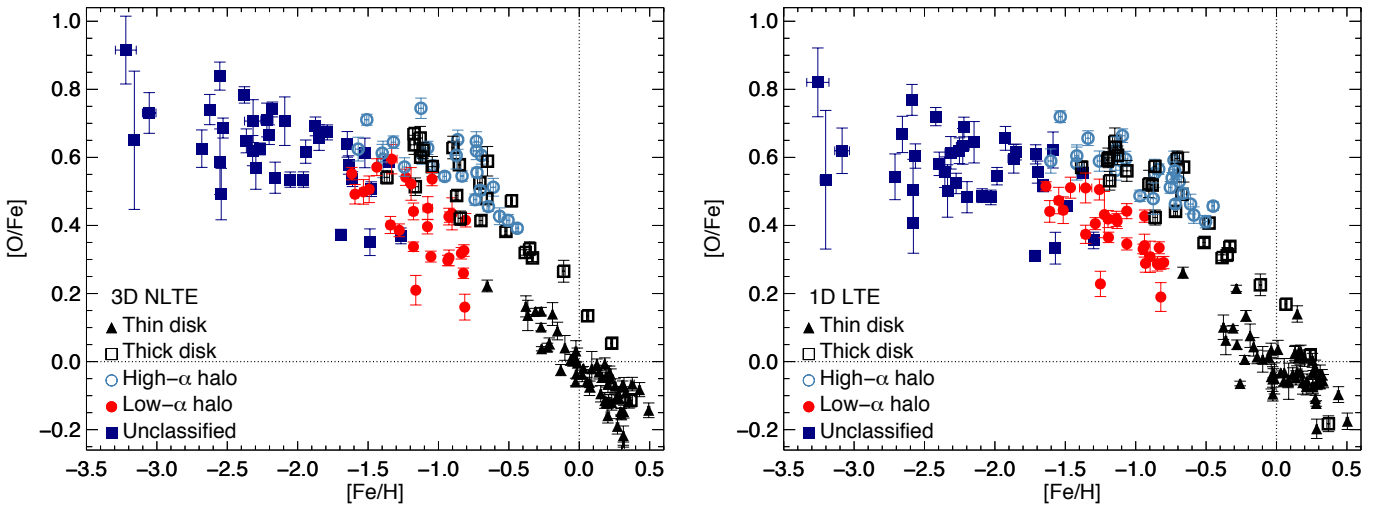 1.0
0.8
0.6
0.4
0.2
0.0
−0.2
[O/Fe]
3D NLTE
Thin disk
Thick disk
High−α halo
Low−α halo
Unclassified
−3.5 −3.0 −2.5 −2.0 −1.5 −1.0 −0.5 0.0 0.5
[Fe/H]
1.0
0.8
0.6
0.4
0.2
0.0
−0.2
[O/Fe]
1D LTE
Thin disk
Thick disk
High−α halo
Low−α halo
Unclassified
−3.5 −3.0 −2.5 −2.0 −1.5 −1.0 −0.5 0.0 0.5
[Fe/H]